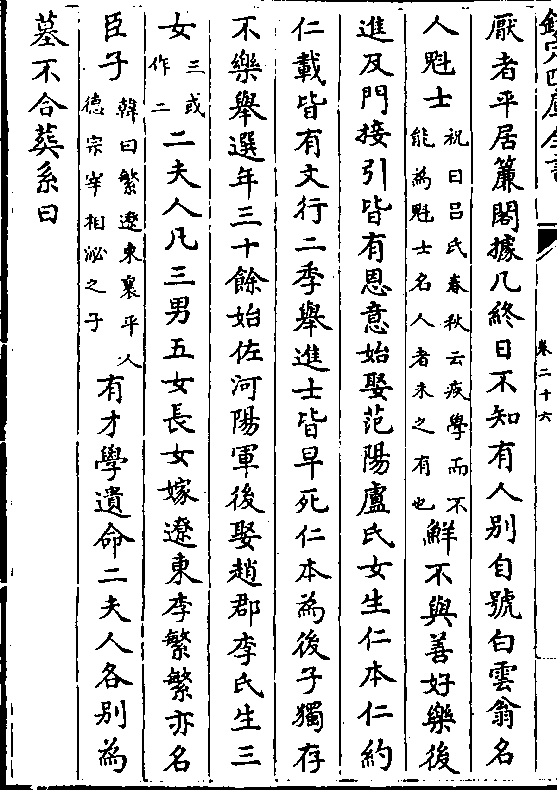 欽定四庫全書
卷二十六
厭者平居簾閣據几終日不知有人别自號白雲翁名
人魁士祝曰吕氏春秋云疾學而不能為魁士名人者未之有也鮮不與善好樂後
進及門接引皆有恩意始娶范陽盧氏女生仁本仁約
仁載皆有文行二季舉進士皆早死仁本為後子獨存
不樂舉選年三十餘始佐河陽軍後娶趙郡李氏生三
女三或作二二夫人凡三男五女長女嫁遼東李繁繁亦名
臣子韓曰繁遼東襄平人德宗宰相泌之子有才學遺命二夫人各别為
墓不合葬系曰